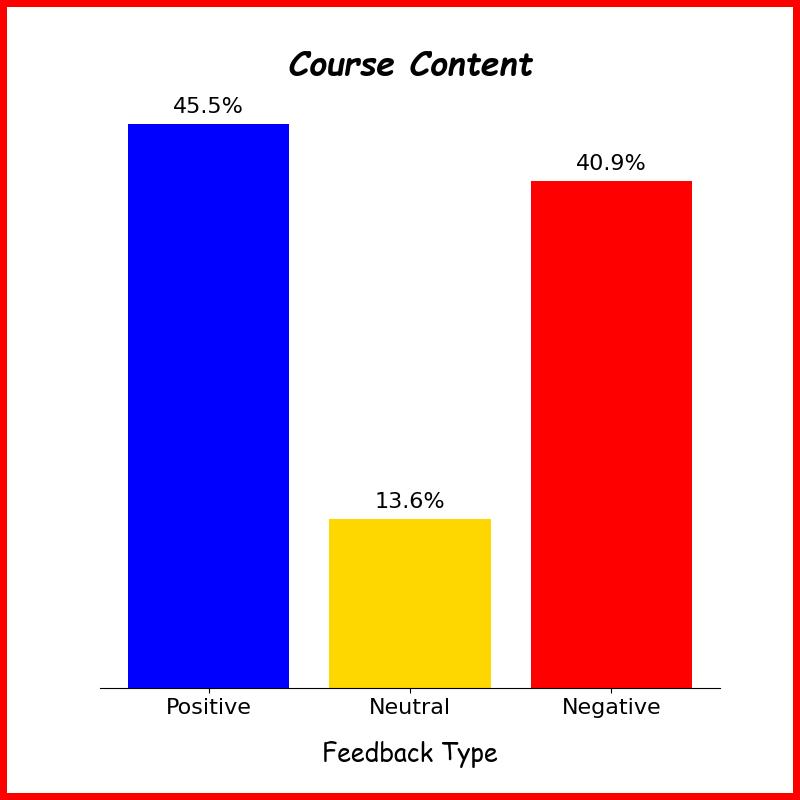 Course Content
45.5%
40.9%
13.6%
Positive Neutral Negative
Feedback Type